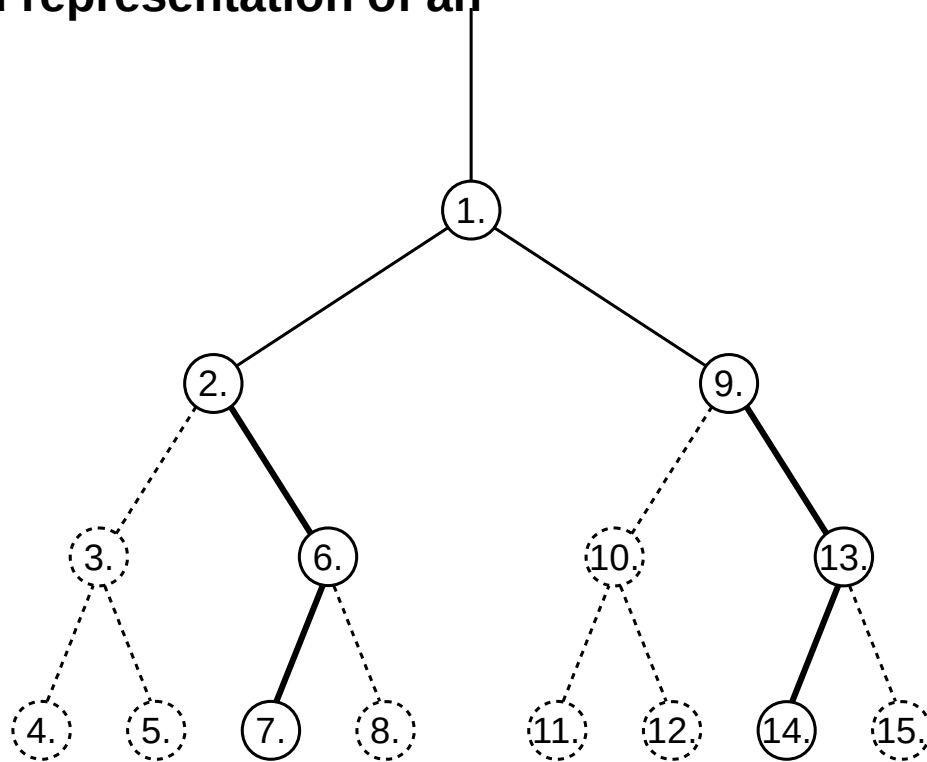 representation of an
1.
2. 9.
3. 6. 10. 13.
4. 5. 7. 8. 11. 12. 14. 15.